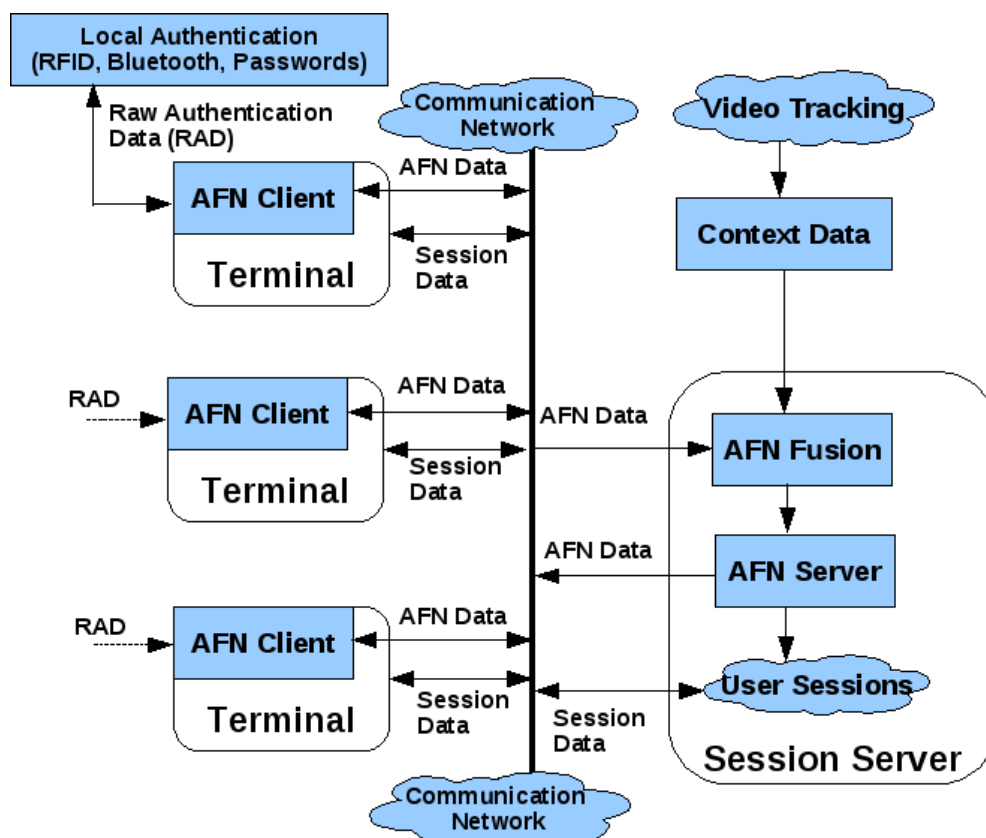 Local Authentication
(RFID, Bluetooth, Passwords)
Raw Authentication
Data (RAD)
Communication
Network
Video Tracking
AFN Client
AFN Data
Session
Data
Terminal
Context Data
RAD
AFN Client
AFN Data
Session
Data
Terminal
AFN Data
AFN Fusion
AFN Data
AFN Server
RAD
AFN Client
AFN Data
Session
Data
Terminal
User Sessions
Session
Data
Session Server
Communication
Network